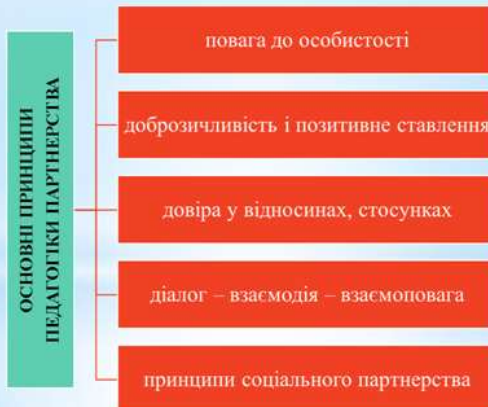 ОСНОВНІ ПРИНЦИПИ
ПЕДАГОГІКИ ПАРТНЕРСТВА
повага до особистості
доброзичливість і позитивне ставлення
довіра у відносинах, стосунках
діалог – взаємодія – взаємоповага
принципи соціального партнерства